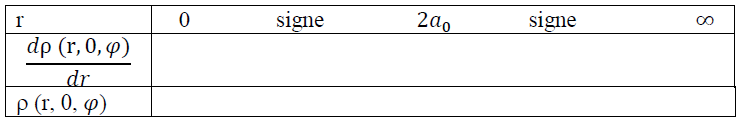 r 0 signe 2a₀ signe ∞
dρ (r, 0, φ)
dr
ρ (r, 0, φ)